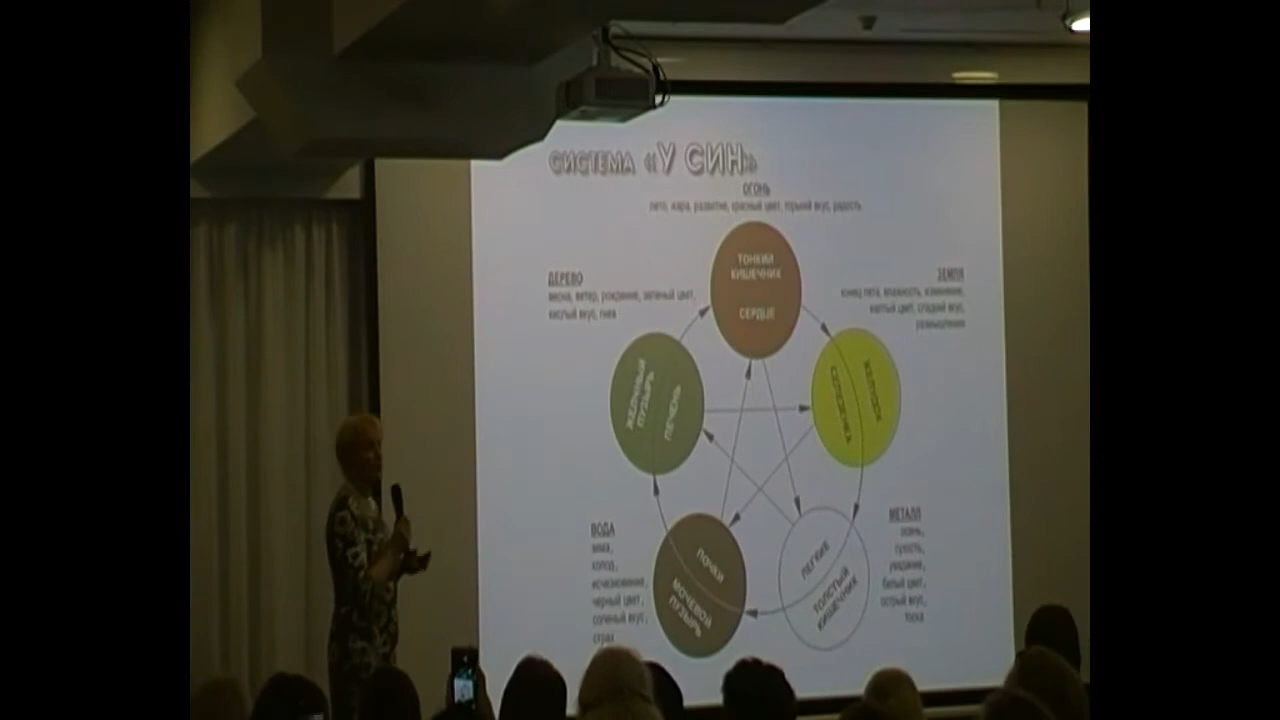 СИСТЕМА «У СИН»
ОГОНЬ
лето, жара, развитие, красный цвет, горький вкус, радость
ДЕРЕВО
весна, ветер, рождение, зеленый цвет,
кислый вкус, гнев
ЗЕМЛЯ
конец лета, влажность, изменение,
желтый цвет, сладкий вкус,
размышления
ТОНКИЙ
КИШЕЧНИК
СЕРДЦЕ
ЖЕЛЧНЫЙ
ПУЗЫРЬ
ПЕЧЕНЬ
ЖЕЛУДОК
СЕЛЕЗЕНКА
ВОДА
зима,
холод,
исчезновение,
черный цвет,
соленый вкус,
страх
ПОЧКИ
МОЧЕВОЙ
ПУЗЫРЬ
ЛЕГКИЕ
ТОЛСТЫЙ
КИШЕЧНИК
МЕТАЛЛ
осень,
сухость,
увядание,
белый цвет,
острый вкус,
тоска